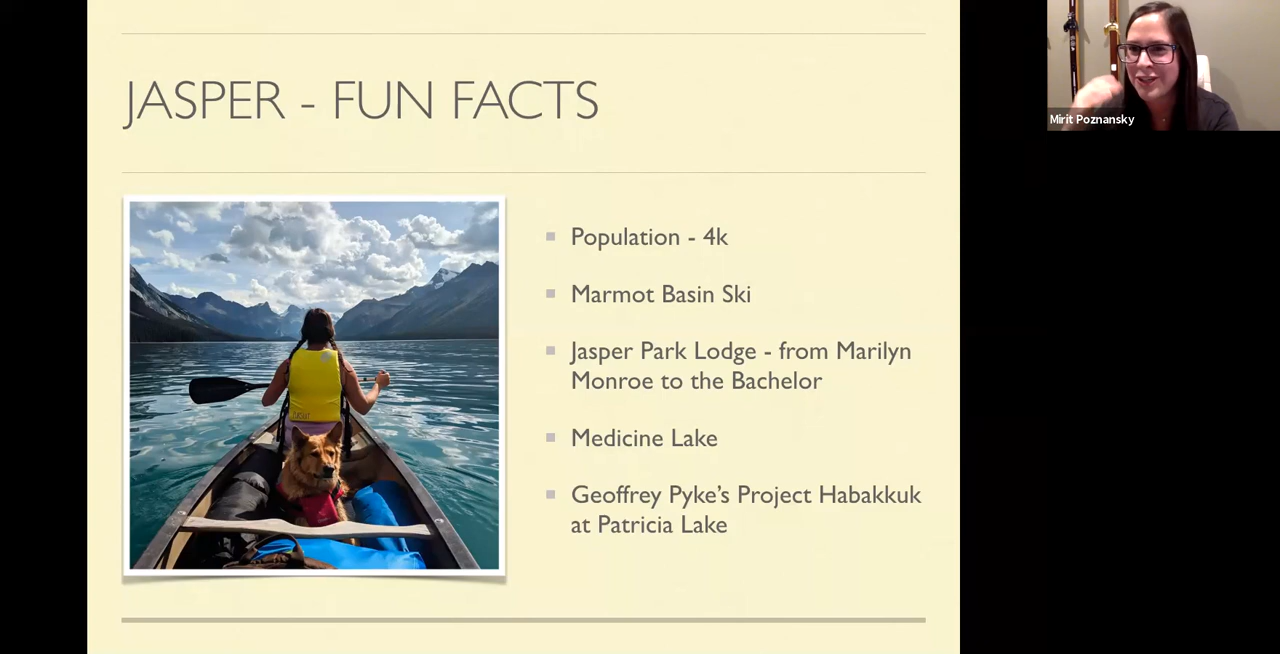 JASPER - FUN FACTS
Population - 4k
Marmot Basin Ski
Jasper Park Lodge - from Marilyn
Monroe to the Bachelor
Medicine Lake
Geoffrey Pyke’s Project Habakkuk
at Patricia Lake
Mirit Poznansky